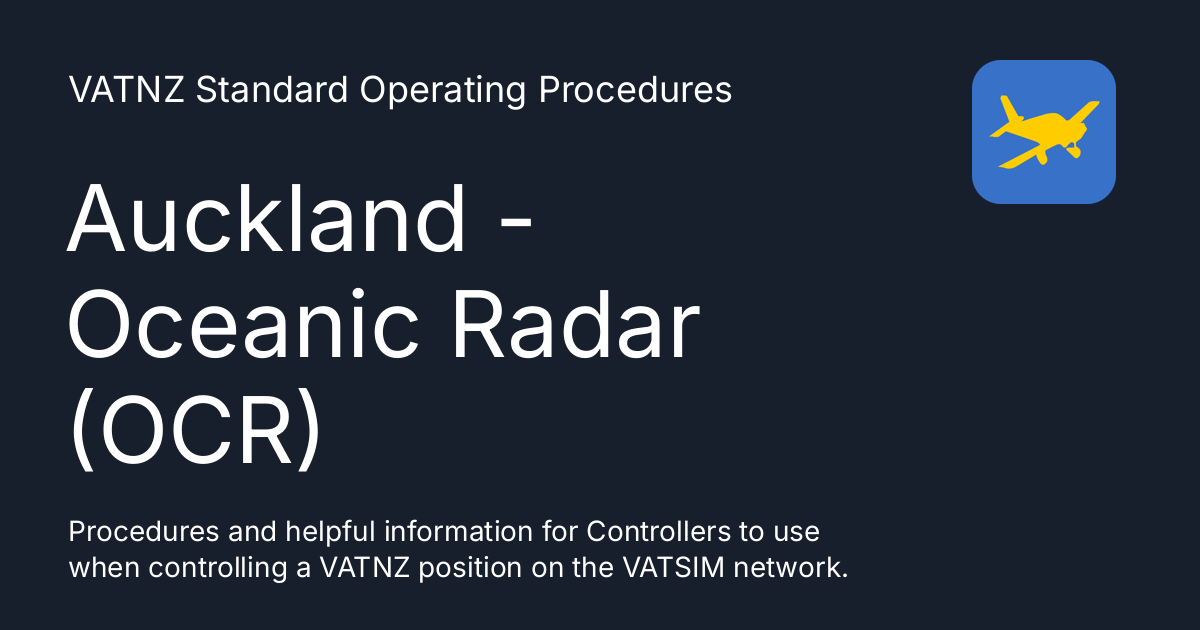 VATNZ Standard Operating Procedures
Auckland -
Oceanic Radar
(OCR)
Procedures and helpful information for Controllers to use
when controlling a VATNZ position on the VATSIM network.